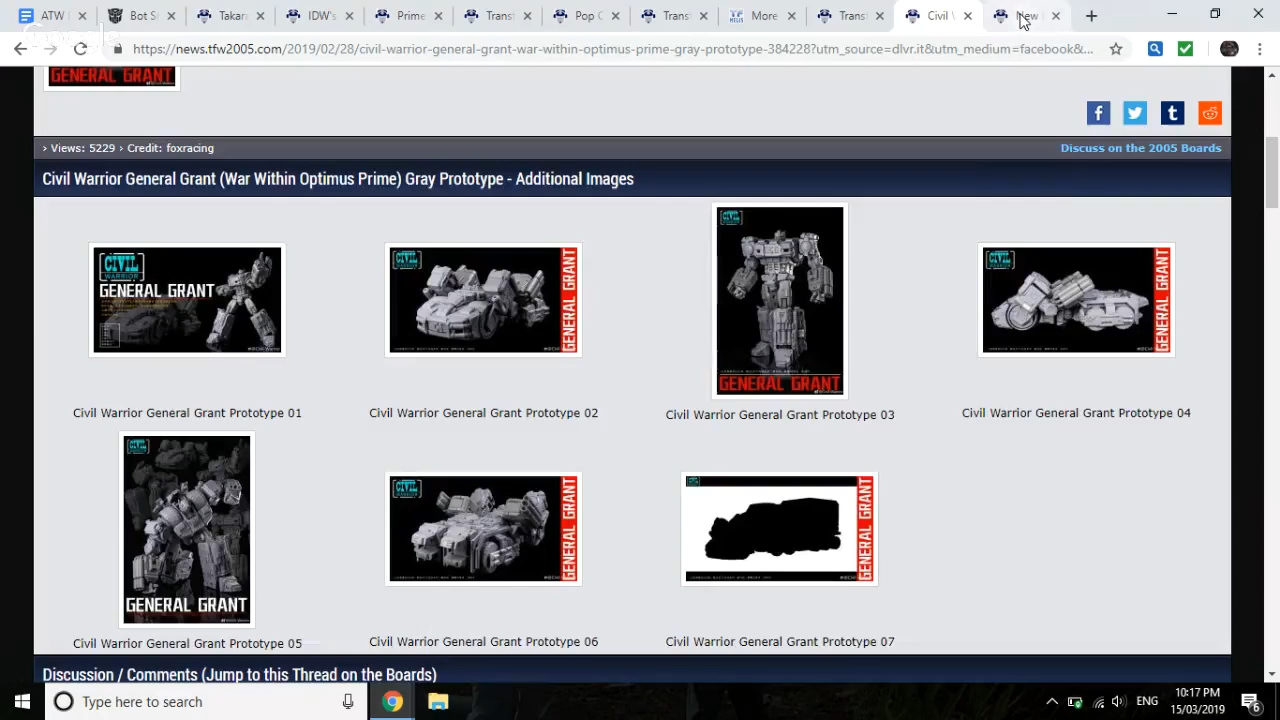 ATW
Bot S
Takar
IDW's
Prime
Transf
Pop C
Transf
More
Transf
Civil
New
https://news.tfw2005.com/2019/02/28/civil-warrior-general-grant-war-within-optimus-prime-gray-prototype-384228?utm_source=dlvr.it&utm_medium=facebook&...
GENERAL GRANT
› Views: 5229 › Credit: foxracing
Discuss on the 2005 Boards
Civil Warrior General Grant (War Within Optimus Prime) Gray Prototype - Additional Images
CIVIL
WARRIOR
GENERAL GRANT
CIVIL
GENERAL GRANT
CIVIL
GENERAL GRANT
CIVIL
GENERAL GRANT
Civil Warrior General Grant Prototype 01
Civil Warrior General Grant Prototype 02
Civil Warrior General Grant Prototype 03
Civil Warrior General Grant Prototype 04
CIVIL
GENERAL GRANT
CIVIL
GENERAL GRANT
GENERAL GRANT
Civil Warrior General Grant Prototype 05
Civil Warrior General Grant Prototype 06
Civil Warrior General Grant Prototype 07
Discussion / Comments (Jump to this Thread on the Boards)
Type here to search
ENG
10:17 PM
15/03/2019
6